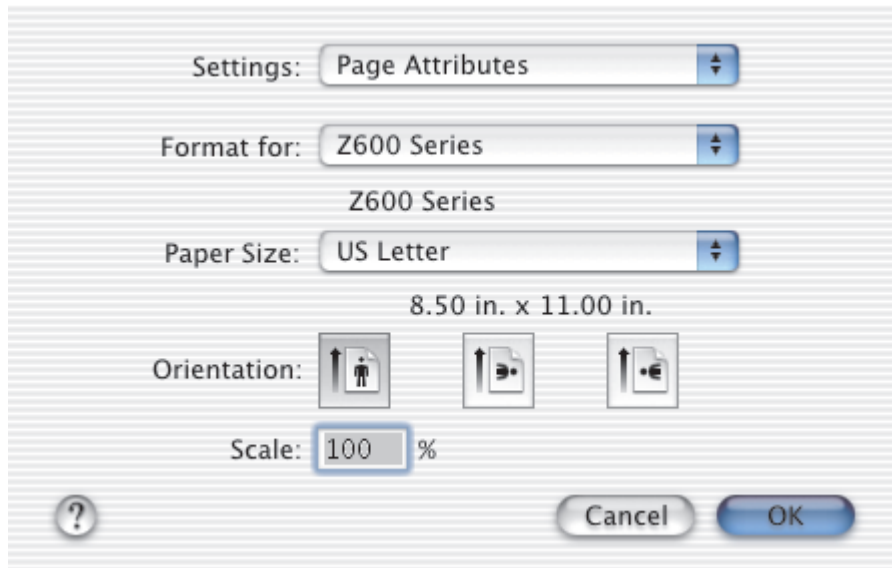 Settings: Page Attributes
Format for: Z600 Series
Z600 Series
Paper Size: US Letter
8.50 in. x 11.00 in.
Orientation:
Scale: 100 %
? Cancel OK